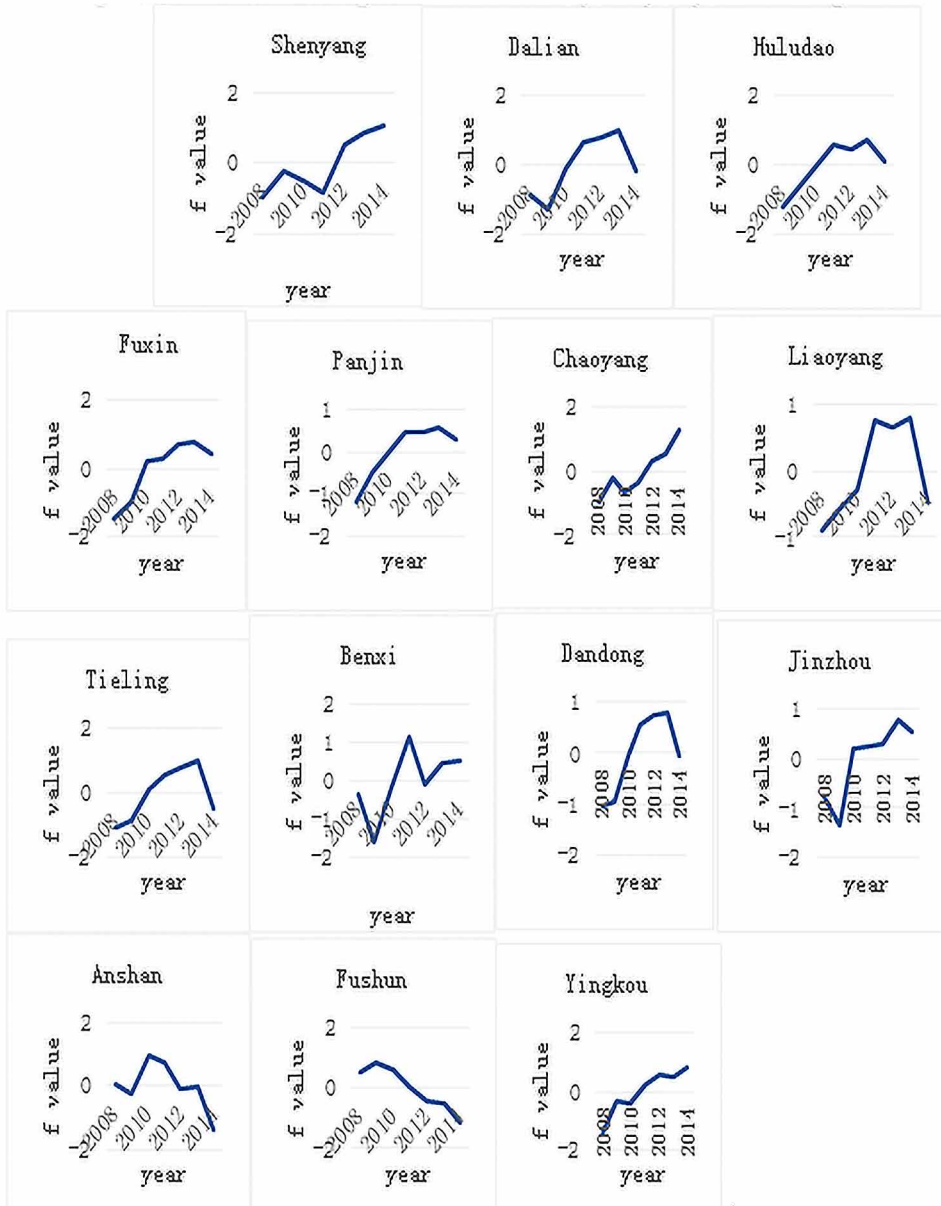 Shenyang
2
0
-2
f value
2008
2010
2012
2014
year
Dalian
2
0
-2
f value
2008
2010
2012
2014
year
Huludao
2
0
-2
f value
2008
2010
2012
2014
year
Fuxin
2
0
-2
f value
2008
2010
2012
2014
year
Panjin
1
0
-1
-2
f value
2008
2010
2012
2014
year
Chaoyang
2
0
-2
f value
2008
2010
2012
2014
year
Liaoyang
1
0
-1
f value
2008
2010
2012
2014
year
Tieling
2
0
-2
f value
2008
2010
2012
2014
year
Benxi
2
1
0
-1
-2
f value
2008
2010
2012
2014
year
Dandong
1
0
-1
-2
f value
2008
2010
2012
2014
year
Jinzhou
1
0
-1
-2
f value
2008
2010
2012
2014
year
Anshan
2
0
-2
f value
2008
2010
2012
2014
year
Fushun
2
0
-2
f value
2008
2010
2012
2014
year
Yingkou
2
0
-2
f value
2008
2010
2012
2014
year